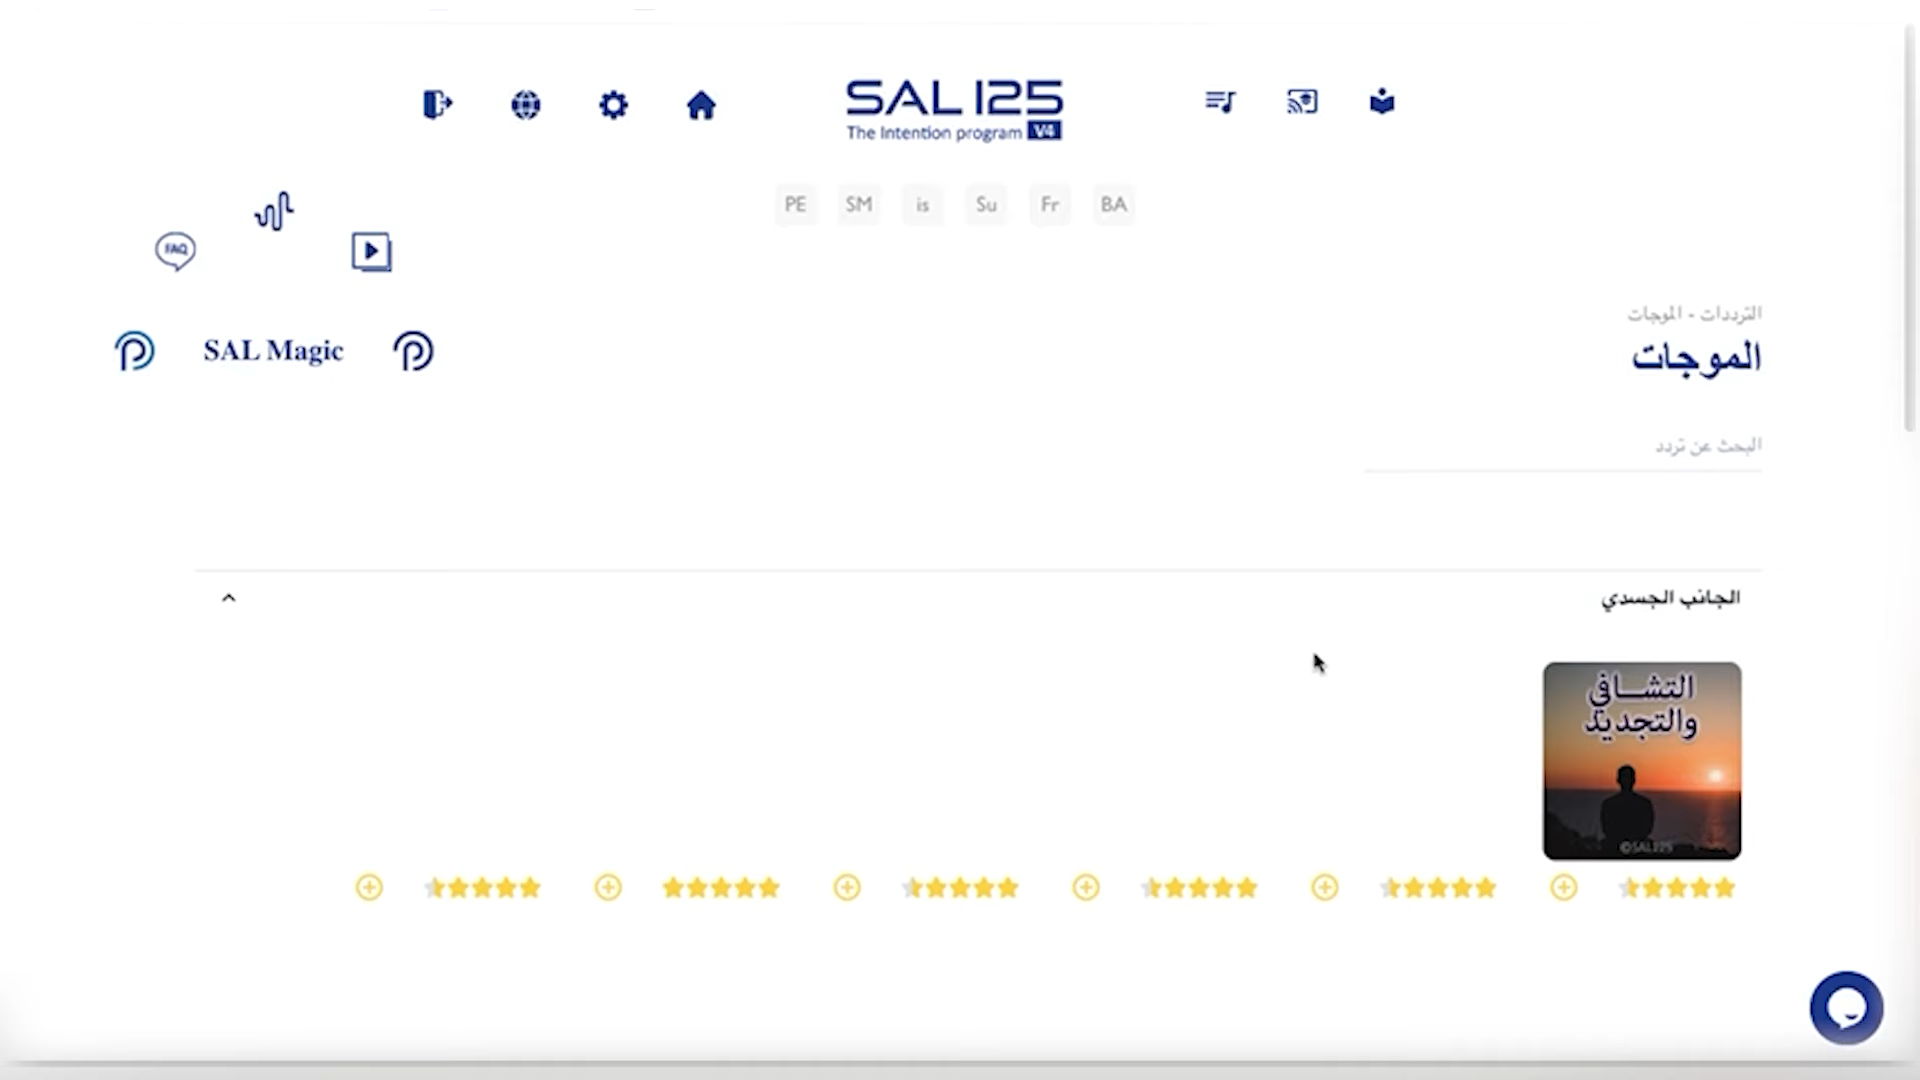 SAL 125
The Intention program V4
PE SM is Su Fr BA
FAQ
SAL Magic
الترددات - الموجات
الموجات
البحث عن تردد
الجانب الجسدي
التشافي
والتجديد
©SAL125